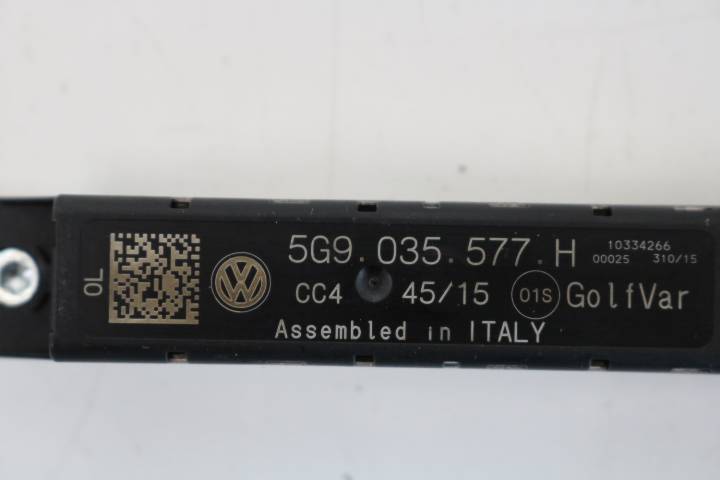 OL
5G9.035.577.H
10334266
00025 310/15
CC4 45/15 01S GolfVar
Assembled in ITALY